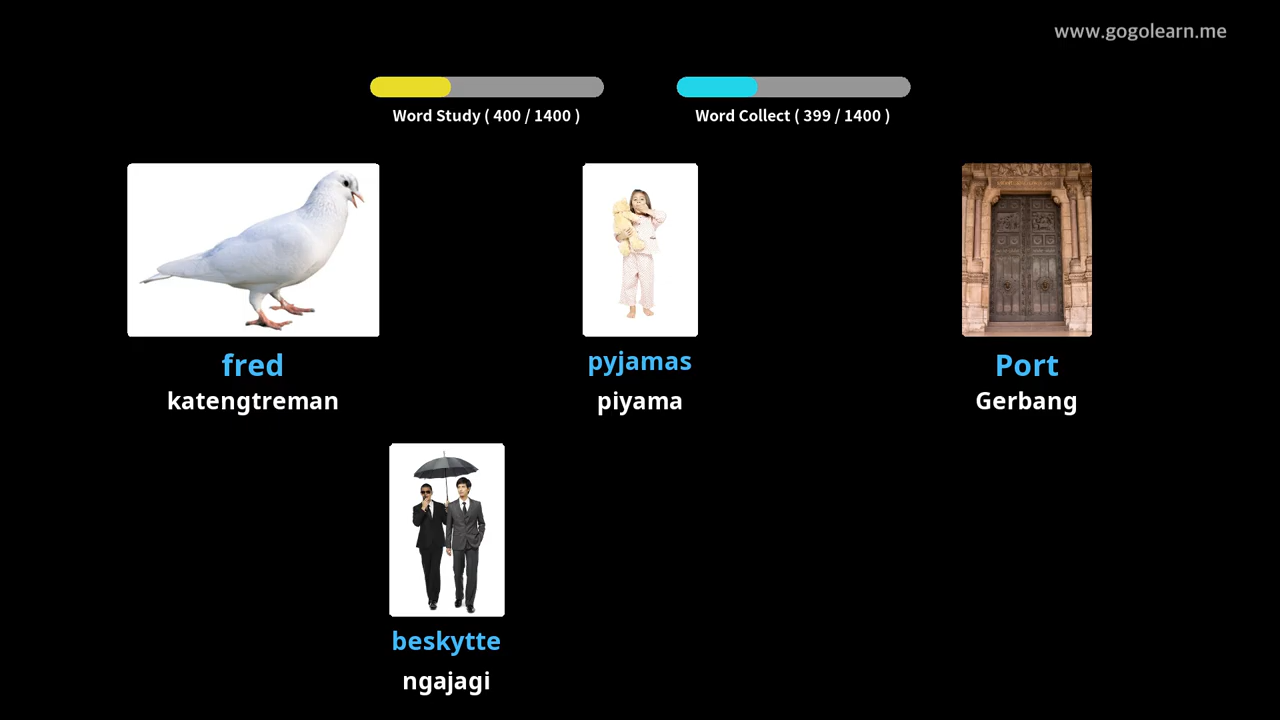 www.gogolearn.me
Word Study ( 400 / 1400 )
Word Collect ( 399 / 1400 )
fred
katengtreman
pyjamas
piyama
Port
Gerbang
beskytte
ngajagi